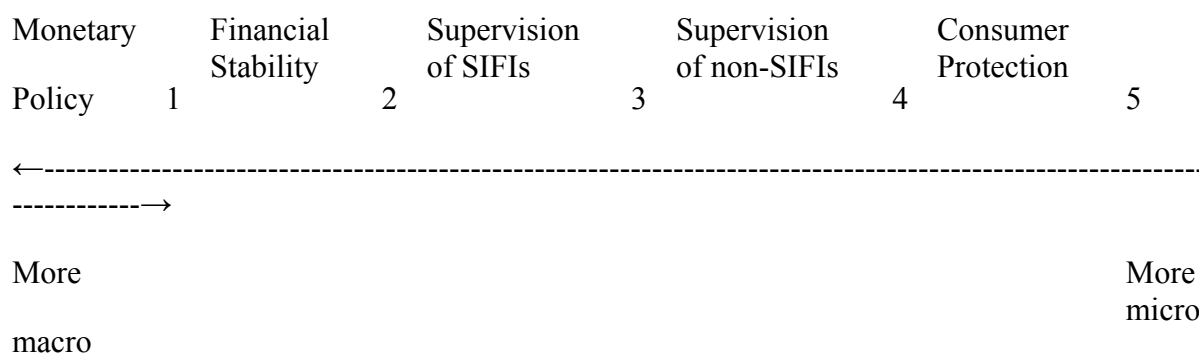 Monetary Financial Supervision Supervision Consumer
Stability of SIFIs of non-SIFIs Protection
Policy 1 2 3 4 5
←--------------------------------------------------------------------------------------------------------------
------------→
More More
micro
macro